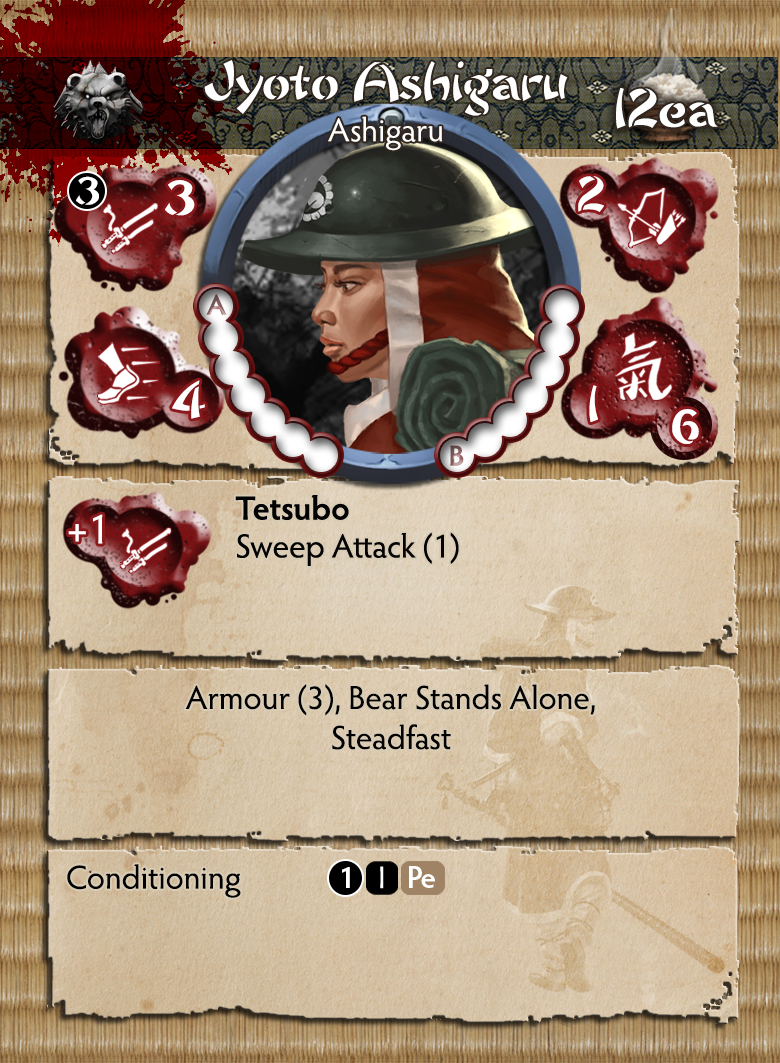 Jyoto Ashigaru
12ea
Ashigaru
3 3
2
A
4
氣
1 6
B
+1
Tetsubo
Sweep Attack (1)
Armour (3), Bear Stands Alone,
Steadfast
Conditioning 1 I Pe